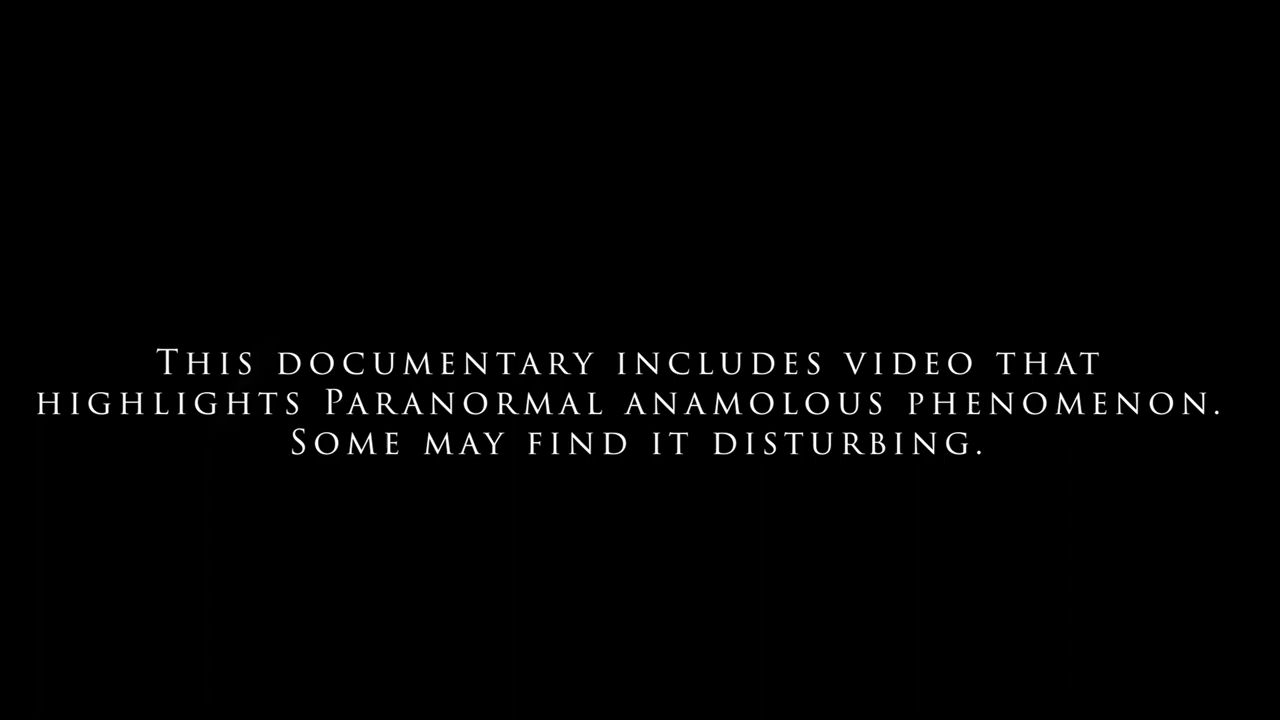 This documentary includes video that
highlights Paranormal anamolous phenomenon.
Some may find it disturbing.